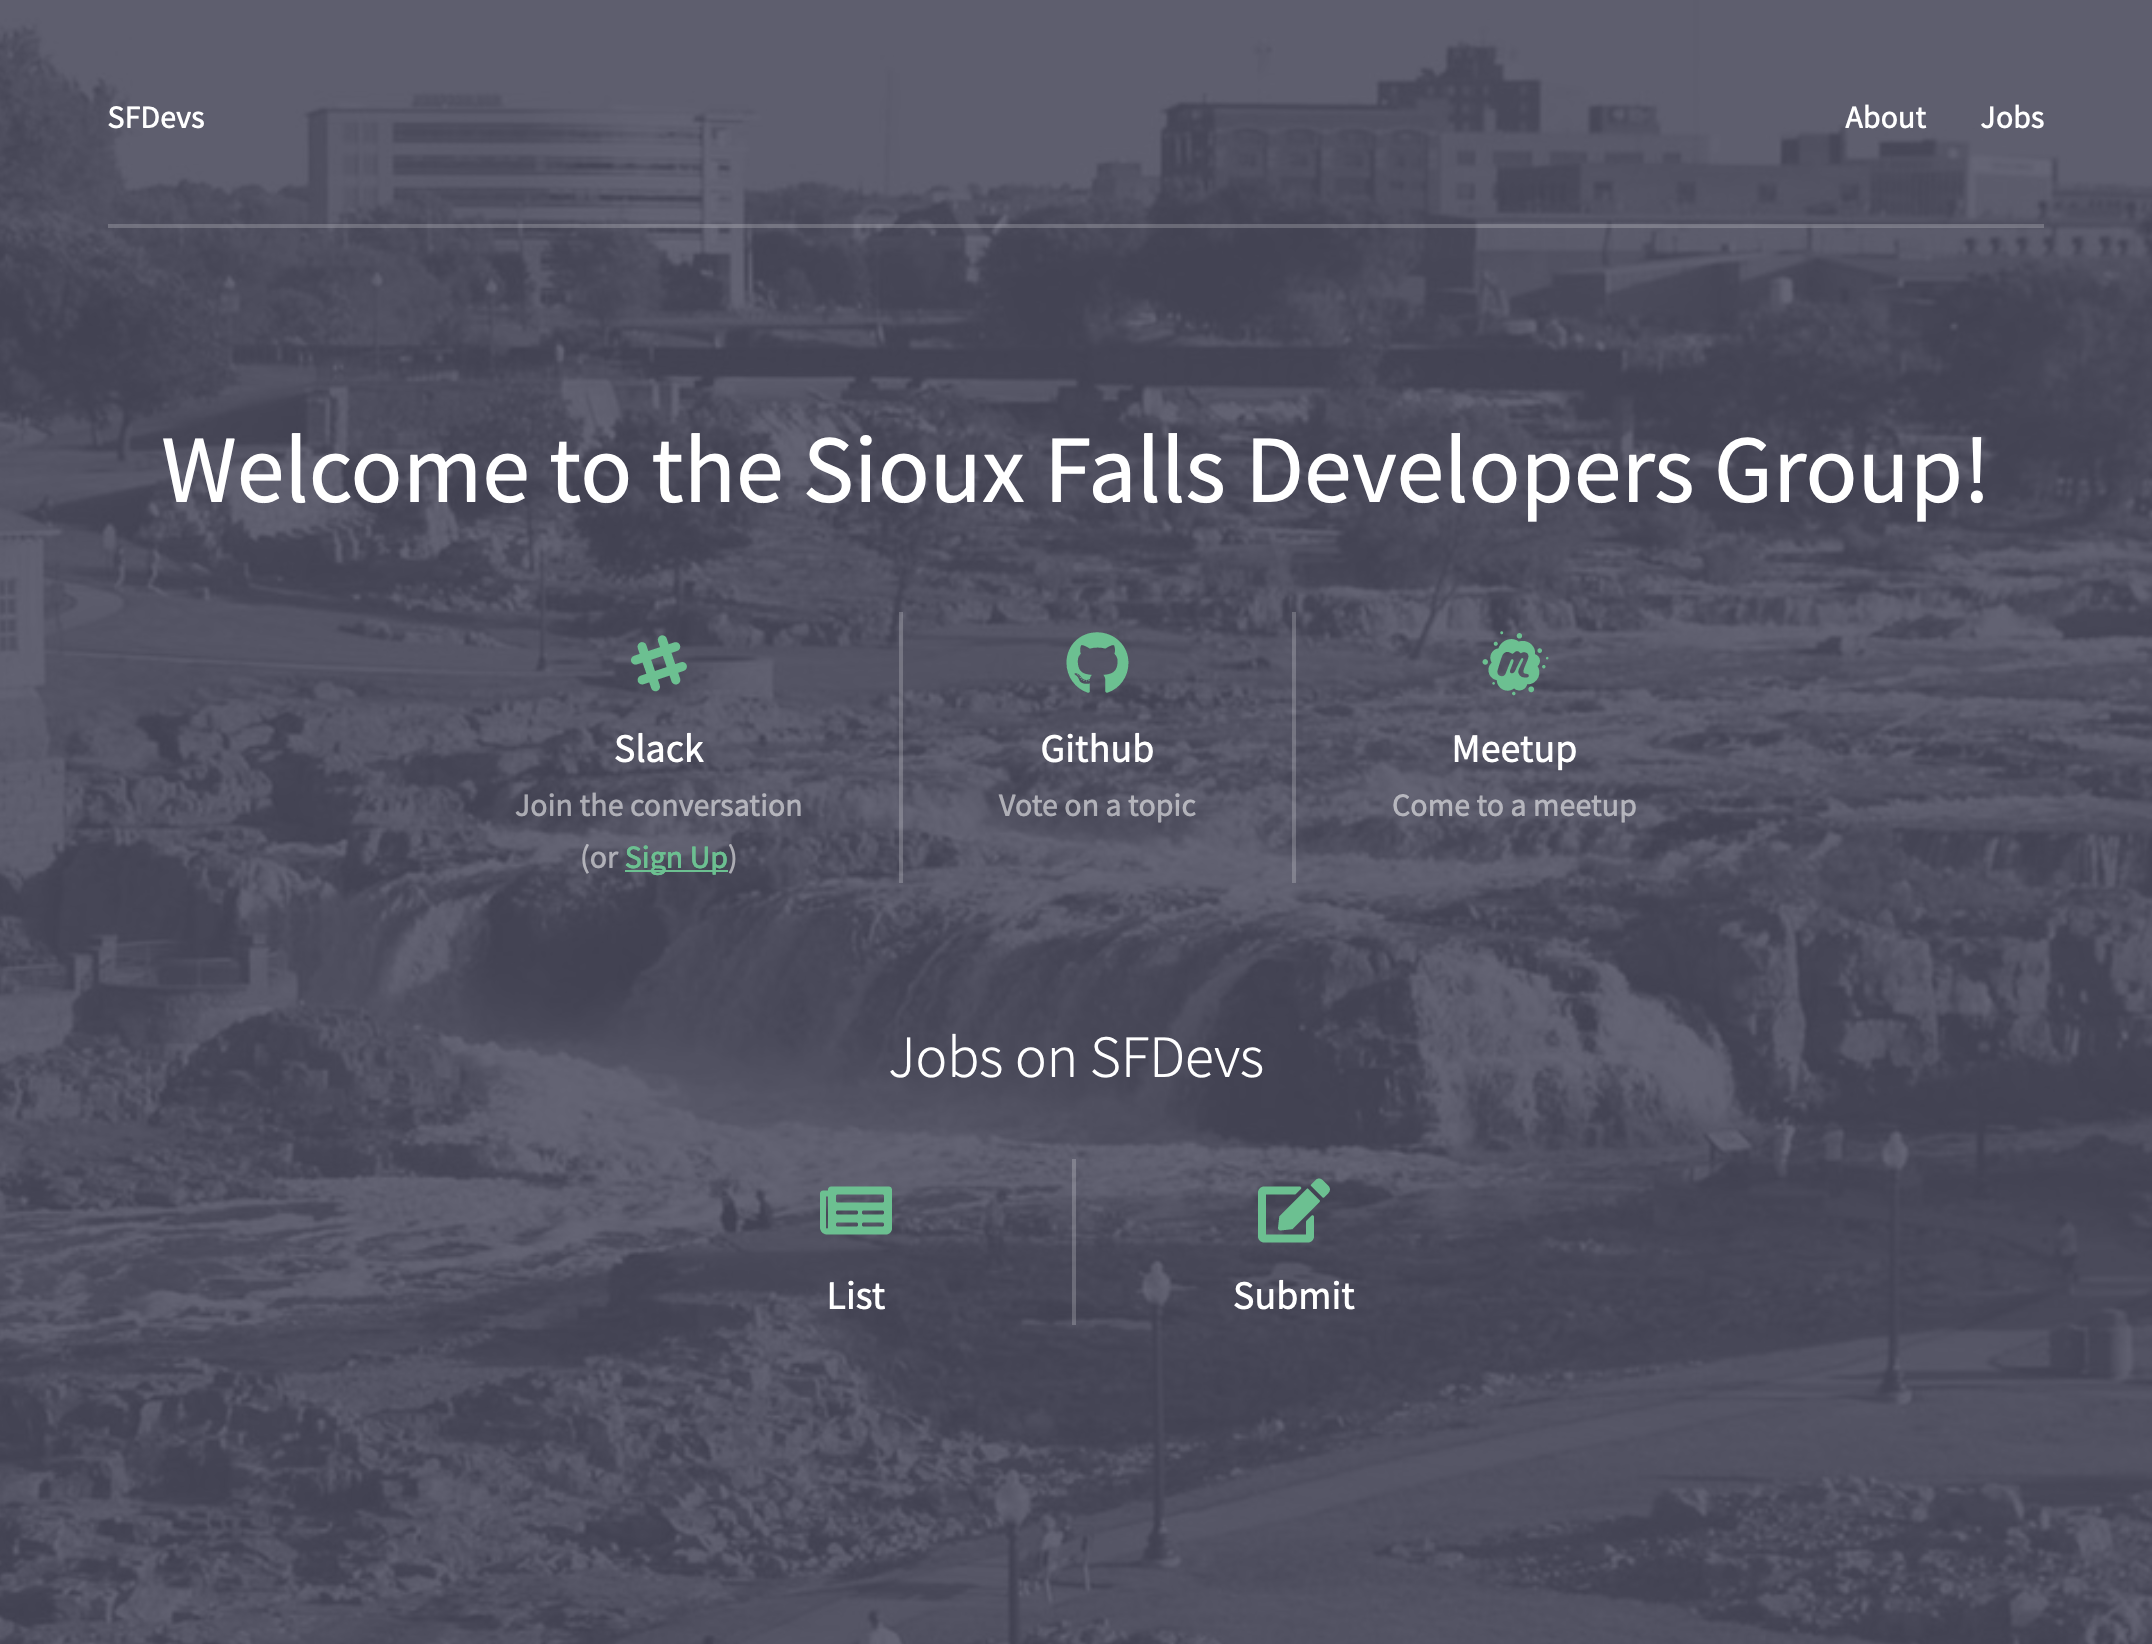 SFDevs
About
Jobs
Welcome to the Sioux Falls Developers Group!
Slack
Join the conversation
(or Sign Up)
Github
Vote on a topic
Meetup
Come to a meetup
Jobs on SFDevs
List
Submit